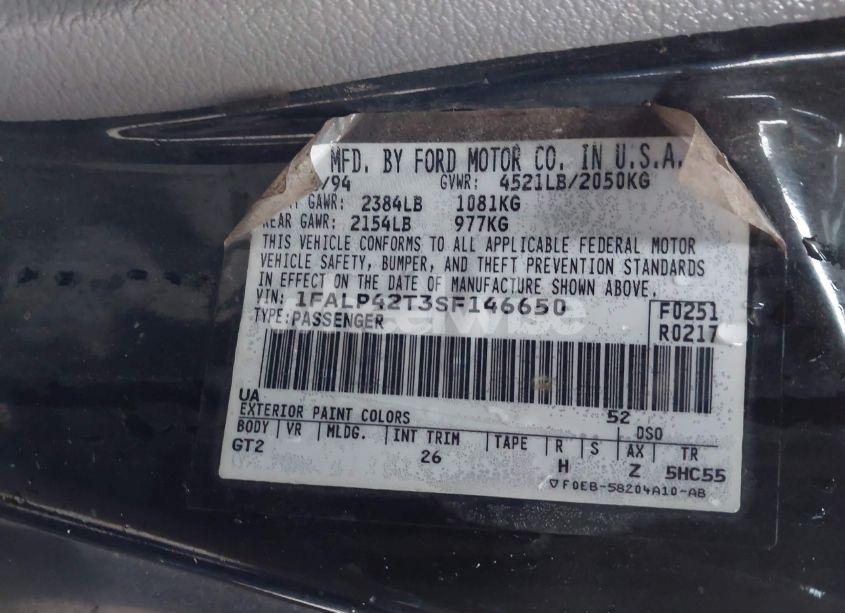 MFD. BY FORD MOTOR CO. IN U.S.A.
/94 GVWR: 4521LB/2050KG
GAWR: 2384LB 1081KG
REAR GAWR: 2154LB 977KG
THIS VEHICLE CONFORMS TO ALL APPLICABLE FEDERAL MOTOR
VEHICLE SAFETY, BUMPER, AND THEFT PREVENTION STANDARDS
IN EFFECT ON THE DATE OF MANUFACTURE SHOWN ABOVE.
VIN: 1FALP42T3SF146650 F0251
TYPE: PASSENGER R0217
UA 52
EXTERIOR PAINT COLORS DSO
BODY VR MLDG. INT TRIM TAPE R S AX TR
GT2 26 H Z 5HC55
▽ F0EB-58204A10-AB